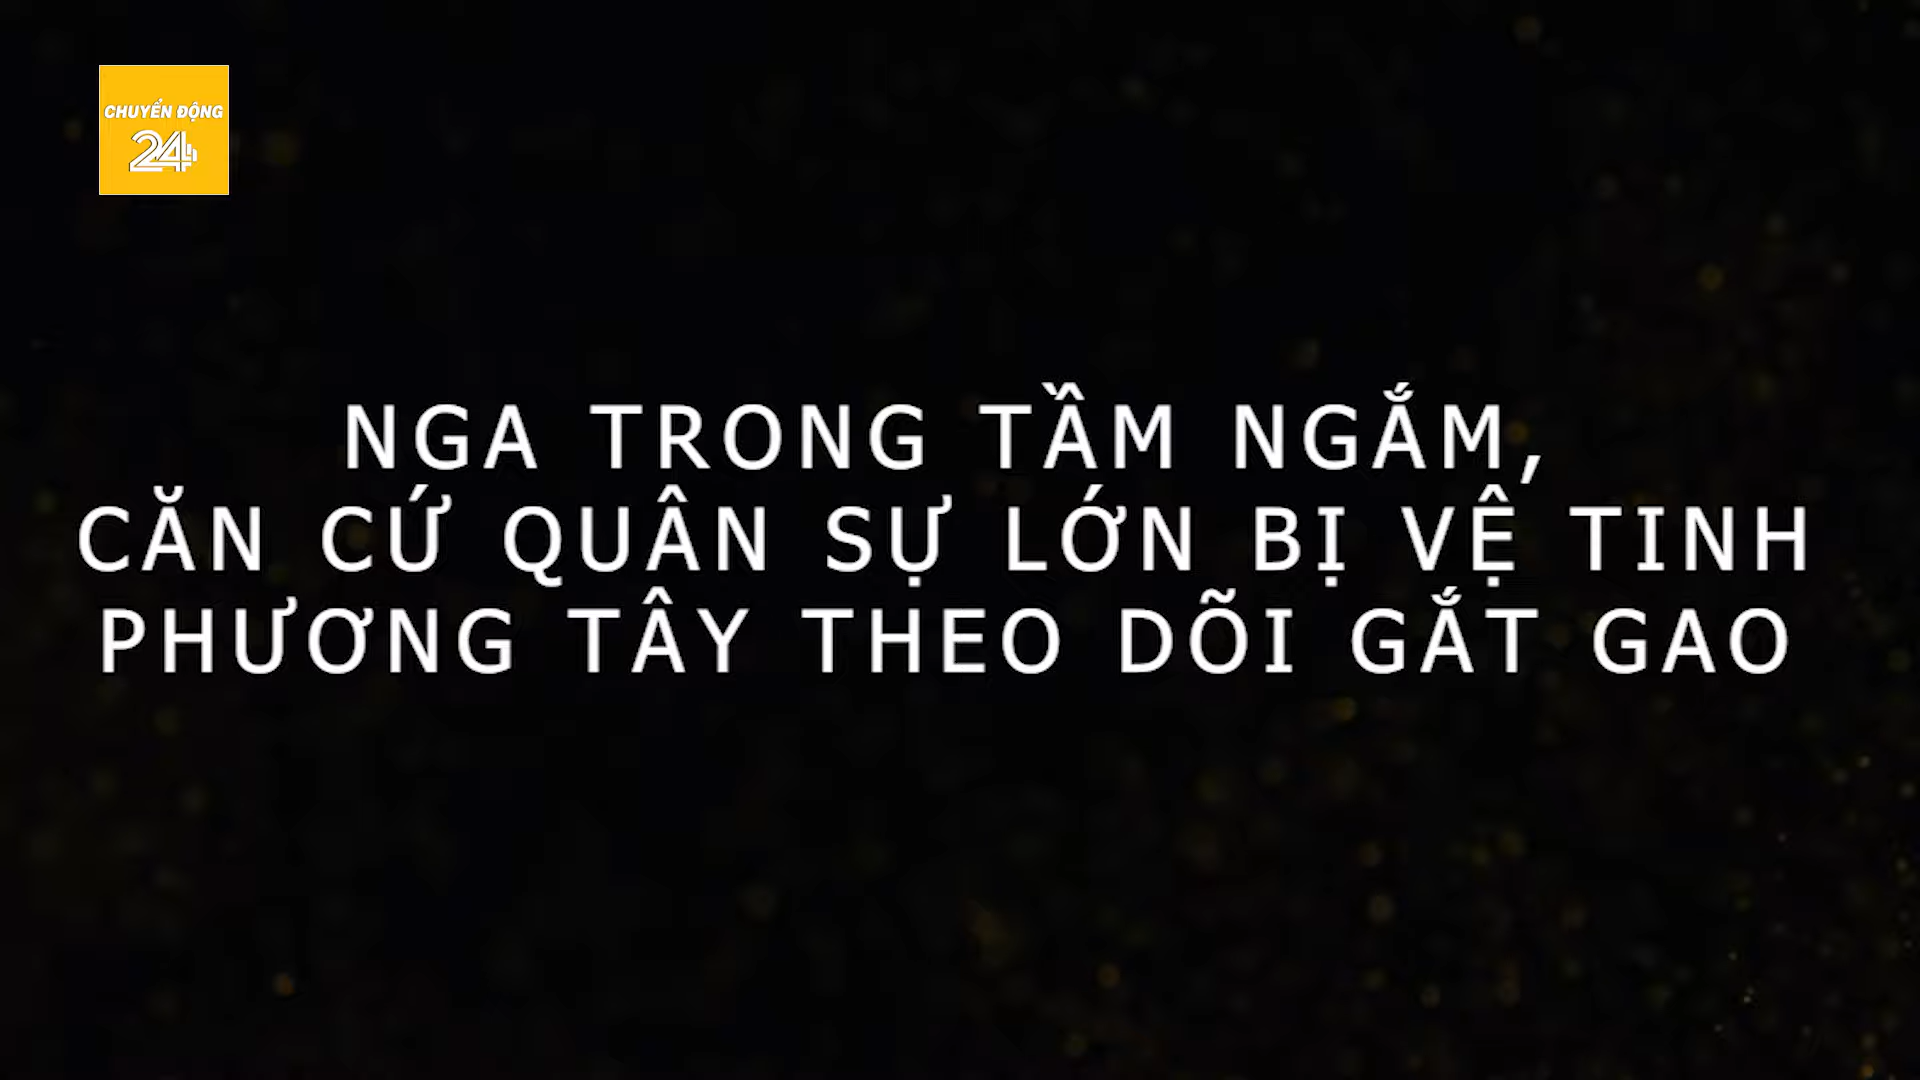 CHUYỂN ĐỘNG
24h
NGA TRONG TẦM NGẮM,
CĂN CỨ QUÂN SỰ LỚN BỊ VỆ TINH
PHƯƠNG TÂY THEO DÕI GẮT GAO